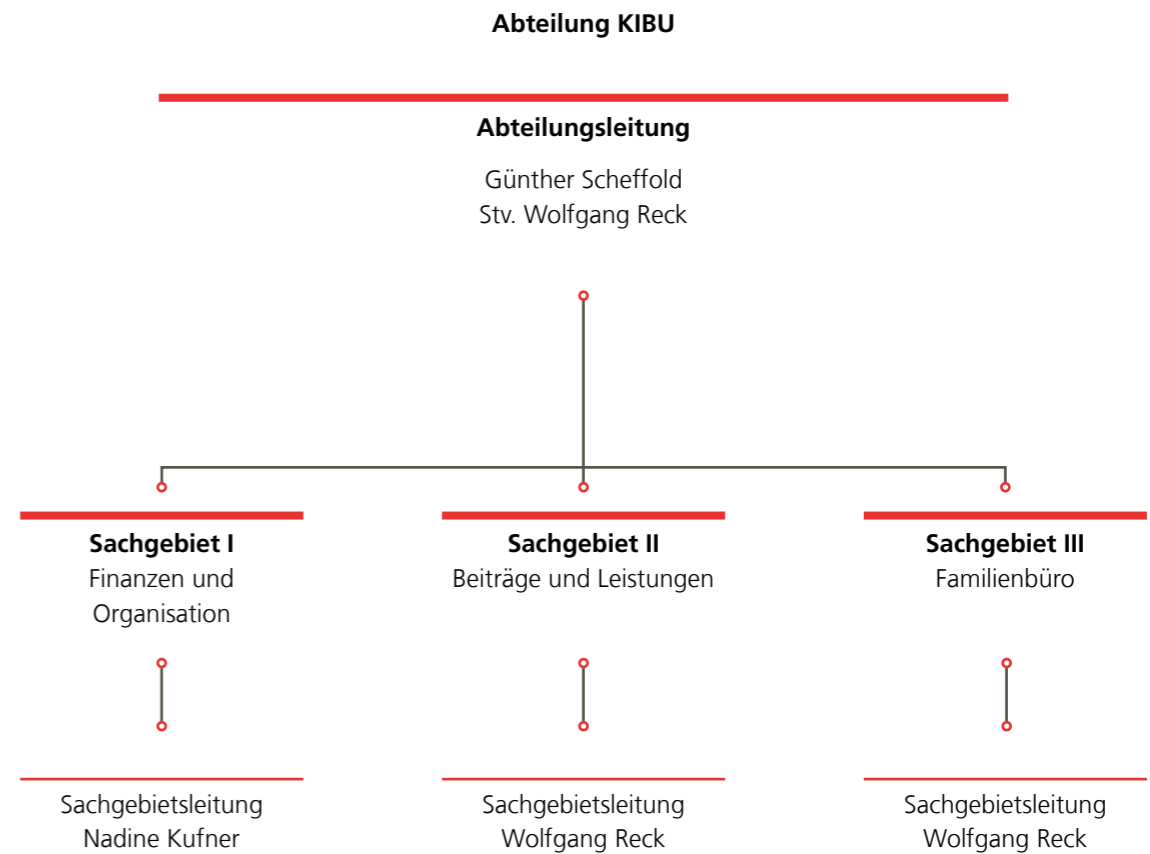 Abteilung KIBU
Abteilungsleitung
Günther Scheffold
Stv. Wolfgang Reck
Sachgebiet I
Finanzen und
Organisation
Sachgebietsleitung
Nadine Kufner
Sachgebiet II
Beiträge und Leistungen
Sachgebietsleitung
Wolfgang Reck
Sachgebiet III
Familienbüro
Sachgebietsleitung
Wolfgang Reck